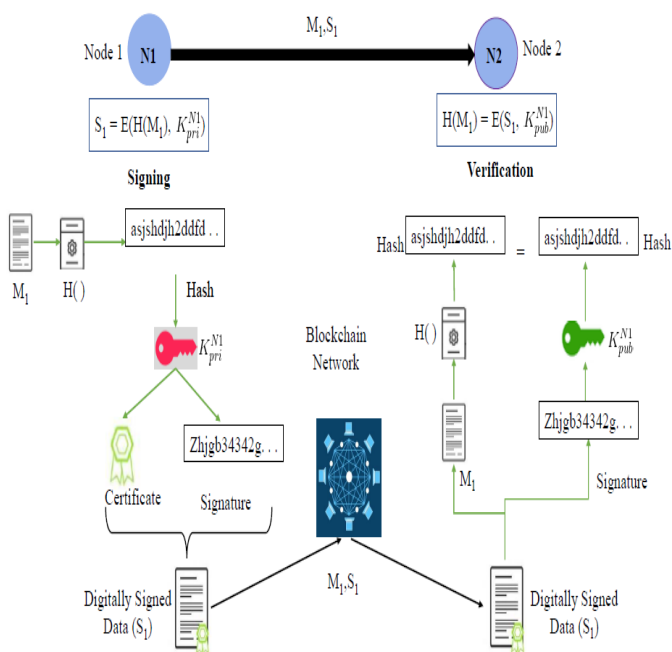 M₁,S₁
Node 1
N1
N2
Node 2
S₁ = E(H(M₁), K_pri^N1)
H(M₁) = E(S₁, K_pub^N1)
Signing
Verification
asjshdjh2ddfd . .
M₁
H( )
Hash
K_pri^N1
Certificate
Zhjgb34342g. . .
Signature
Digitally Signed
Data (S₁)
Blockchain
Network
M₁,S₁
Hash
asjshdjh2ddfd. .
=
asjshdjh2ddfd. .
Hash
H()
K_pub^N1
M₁
Zhjgb34342g. . .
Signature
Digitally Signed
Data (S₁)